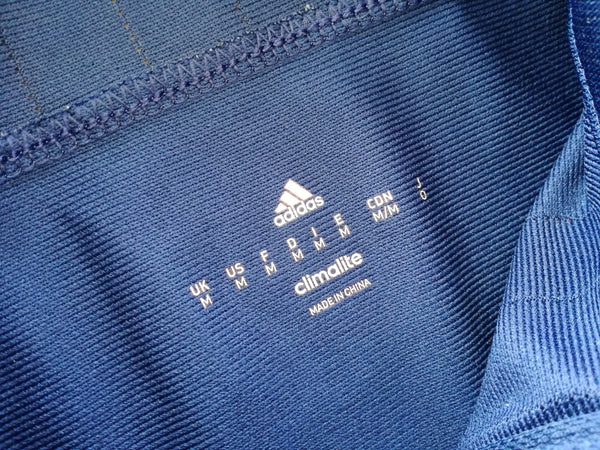 adidas
UK US F D I E CDN J
M M M M M M M/M O
climalite
MADE IN CHINA